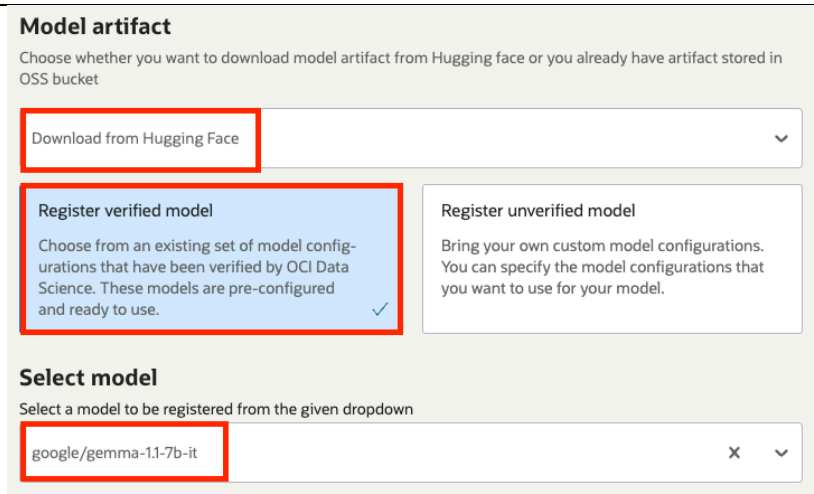 Model artifact
Choose whether you want to download model artifact from Hugging face or you already have artifact stored in
OSS bucket
Download from Hugging Face
Register verified model
Choose from an existing set of model config-
urations that have been verified by OCI Data
Science. These models are pre-configured
and ready to use.
Register unverified model
Bring your own custom model configurations.
You can specify the model configurations that
you want to use for your model.
Select model
Select a model to be registered from the given dropdown
google/gemma-1.1-7b-it